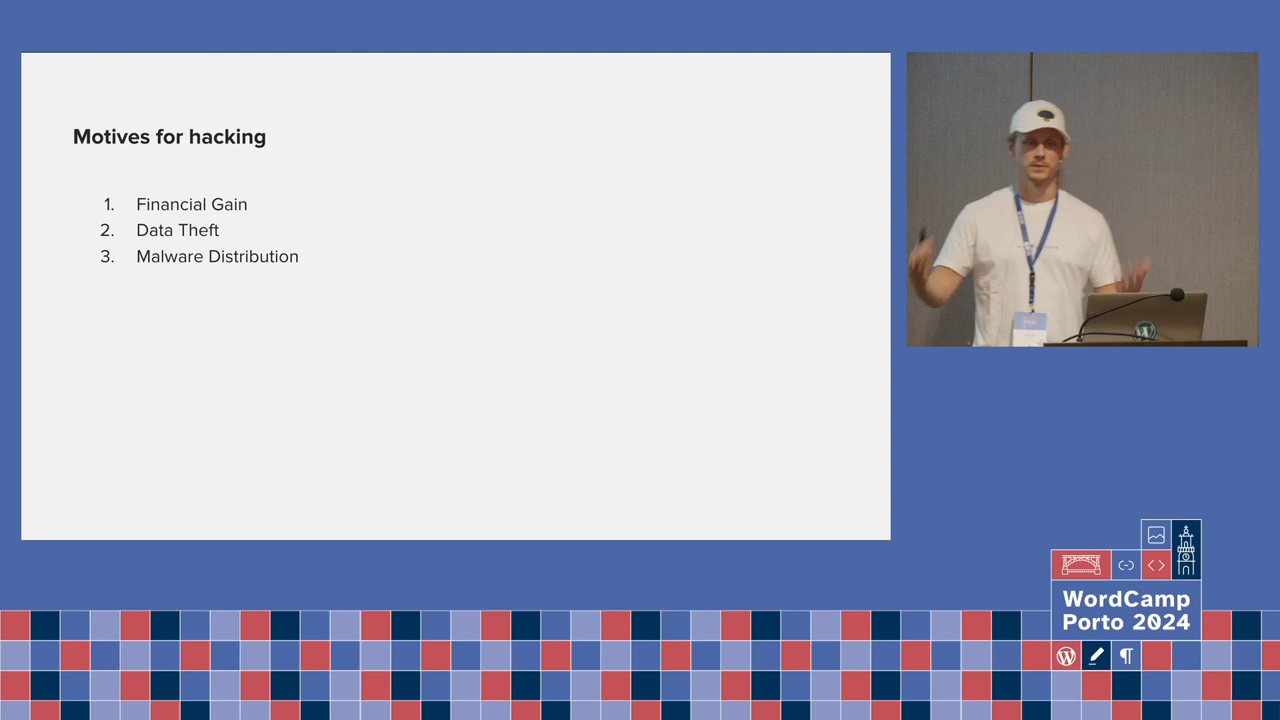 Motives for hacking
1. Financial Gain
2. Data Theft
3. Malware Distribution
WordCamp
Porto 2024